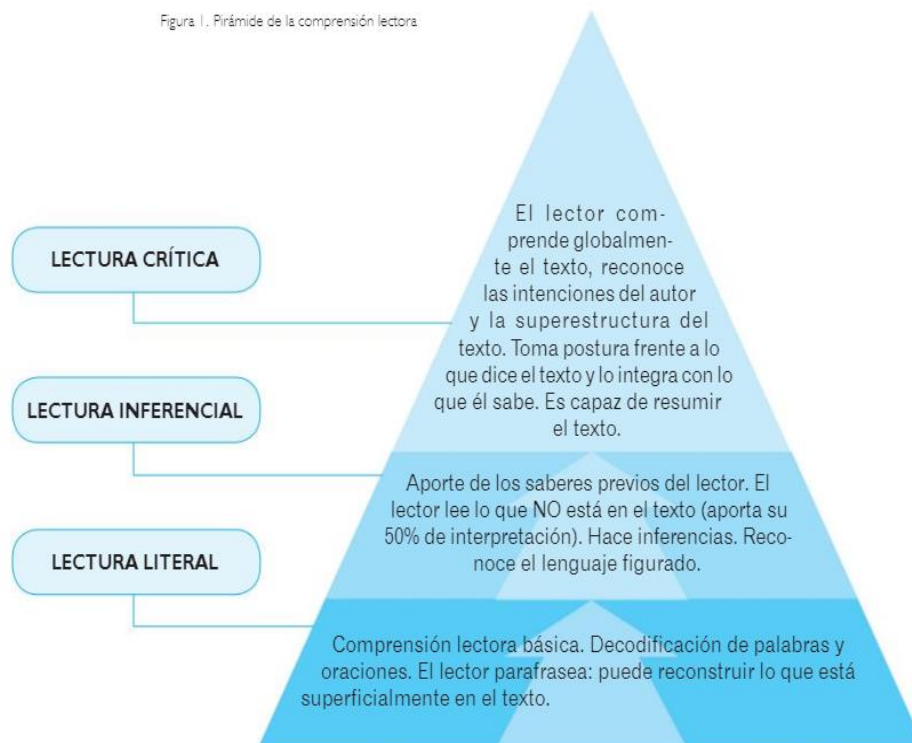 Figura 1. Pirámide de la comprensión lectora
LECTURA CRÍTICA
El lector com-
prende globalmen-
te el texto, reconoce
las intenciones del autor
y la superestructura del
texto. Toma postura frente a lo
que dice el texto y lo integra con lo
que él sabe. Es capaz de resumir
el texto.
LECTURA INFERENCIAL
Aporte de los saberes previos del lector. El
lector lee lo que NO está en el texto (aporta su
50% de interpretación). Hace inferencias. Reco-
noce el lenguaje figurado.
LECTURA LITERAL
Comprensión lectora básica. Decodificación de palabras y
oraciones. El lector parafrasea: puede reconstruir lo que está
superficialmente en el texto.